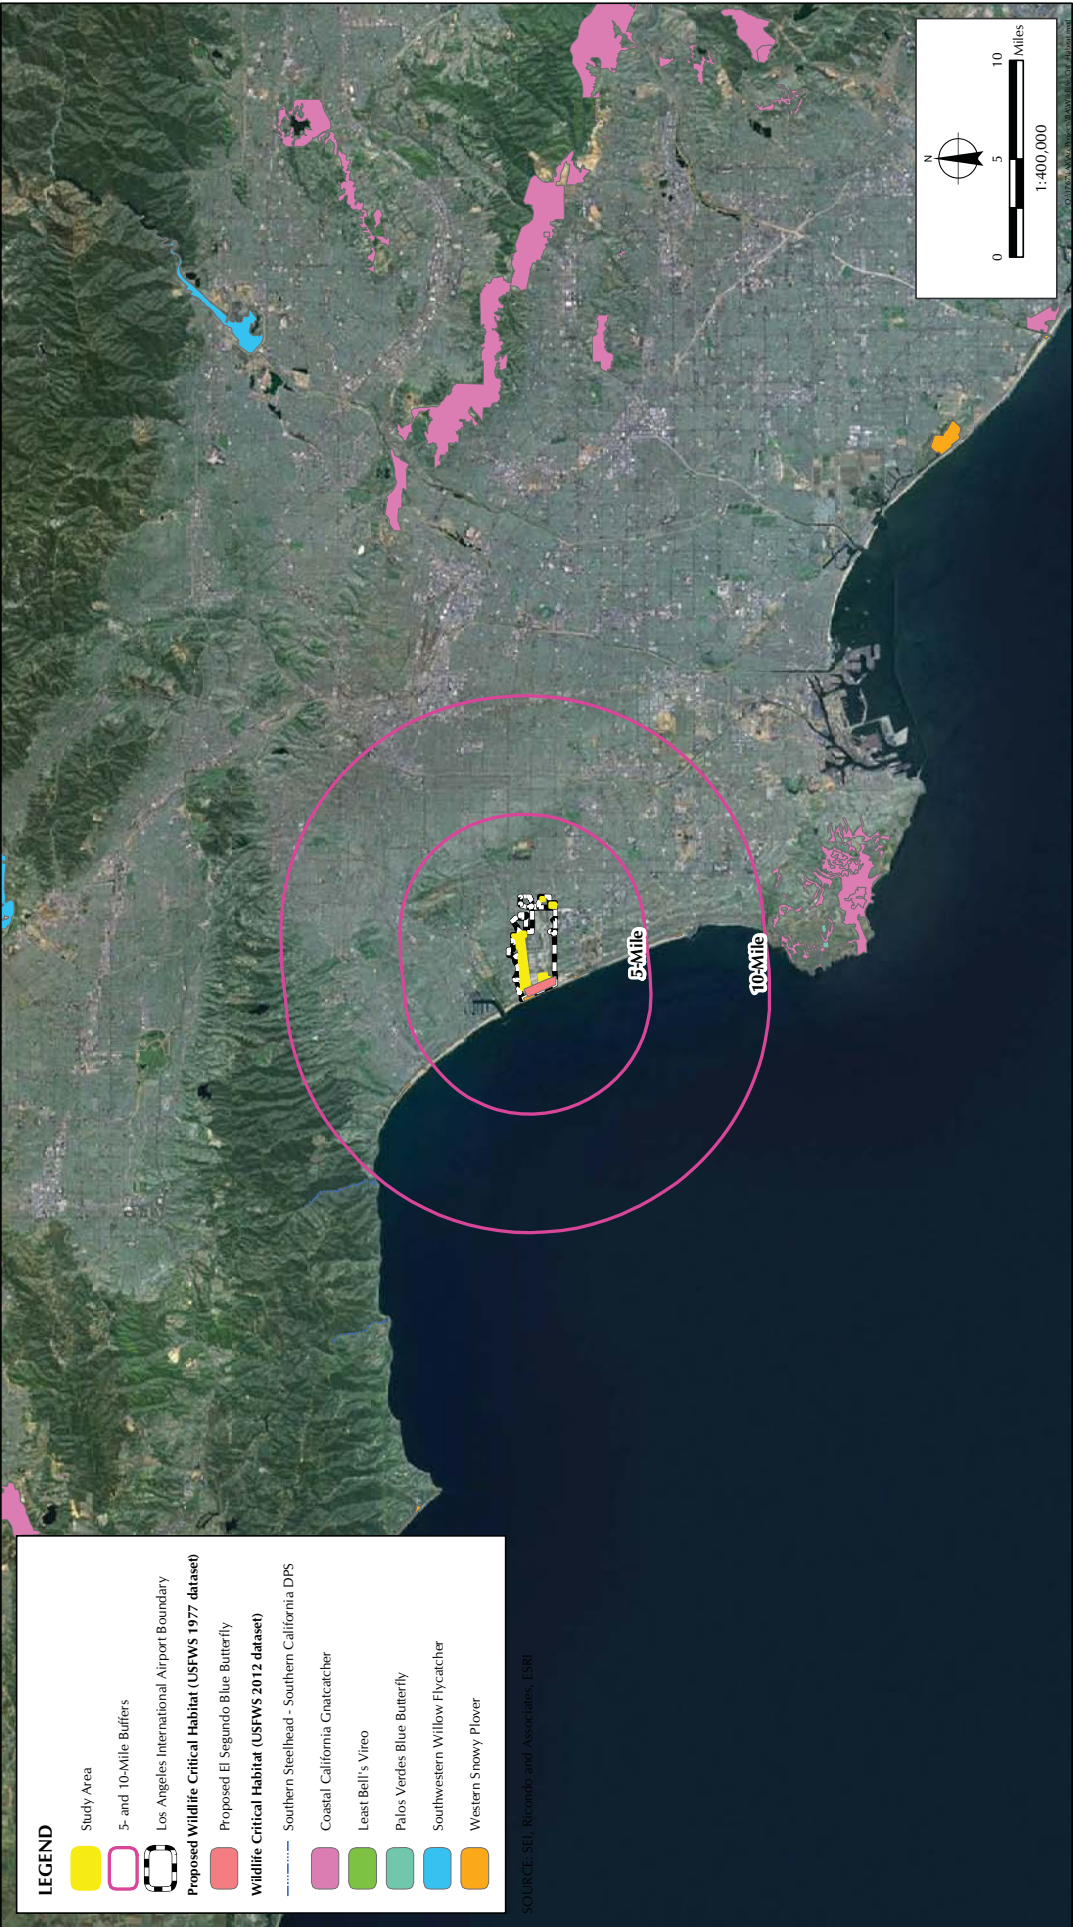 LEGEND
Study Area
5- and 10-Mile Buffers
Los Angeles International Airport Boundary
Proposed Wildlife Critical Habitat (USFWS 1977 dataset)
Proposed El Segundo Blue Butterfly
Wildlife Critical Habitat (USFWS 2012 dataset)
Southern Steelhead - Southern California DPS
Coastal California Gnatcatcher
Least Bell's Vireo
Palos Verdes Blue Butterfly
Southwestern Willow Flycatcher
Western Snowy Plover
SOURCE: SEI, Ricondo and Associates, ESRI
5-Mile
10-Mile
N
0 5 10
Miles
1:400,000